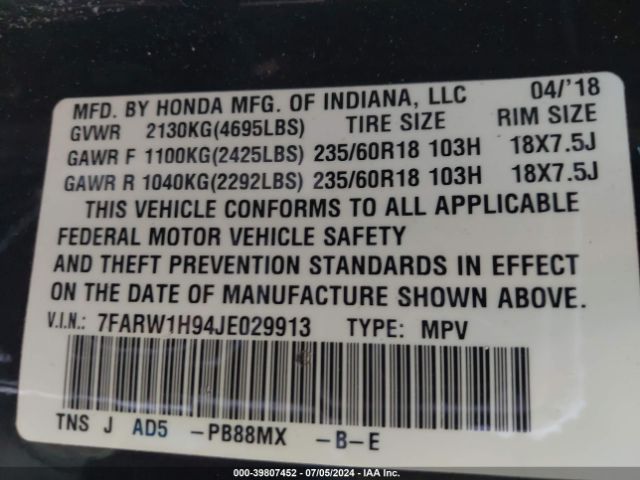 MFD. BY HONDA MFG. OF INDIANA, LLC 04/'18
GVWR 2130KG(4695LBS) TIRE SIZE RIM SIZE
GAWR F 1100KG(2425LBS) 235/60R18 103H 18X7.5J
GAWR R 1040KG(2292LBS) 235/60R18 103H 18X7.5J
THIS VEHICLE CONFORMS TO ALL APPLICABLE
FEDERAL MOTOR VEHICLE SAFETY
AND THEFT PREVENTION STANDARDS IN EFFECT
ON THE DATE OF MANUFACTURE SHOWN ABOVE.
V.I.N.: 7FARW1H94JE029913 TYPE: MPV
TNS J AD5 -PB88MX -B-E
©-39807452 - 07/05/2024 - IAA Inc.